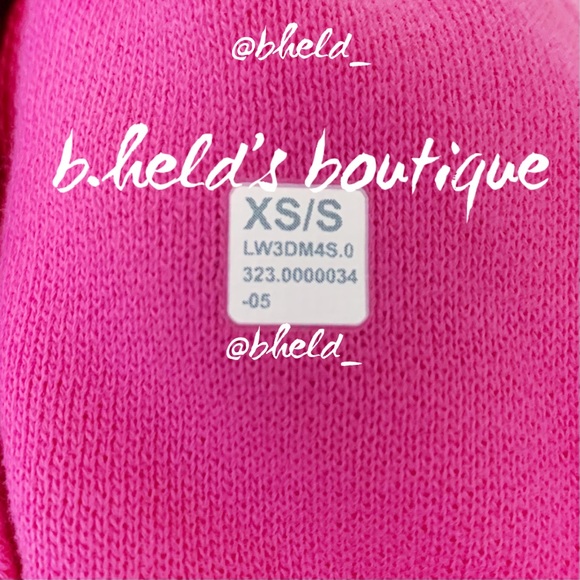 @bheld_
b.held's boutique
XS/S
LW3DM4S.0
323.0000034
-05
@bheld_